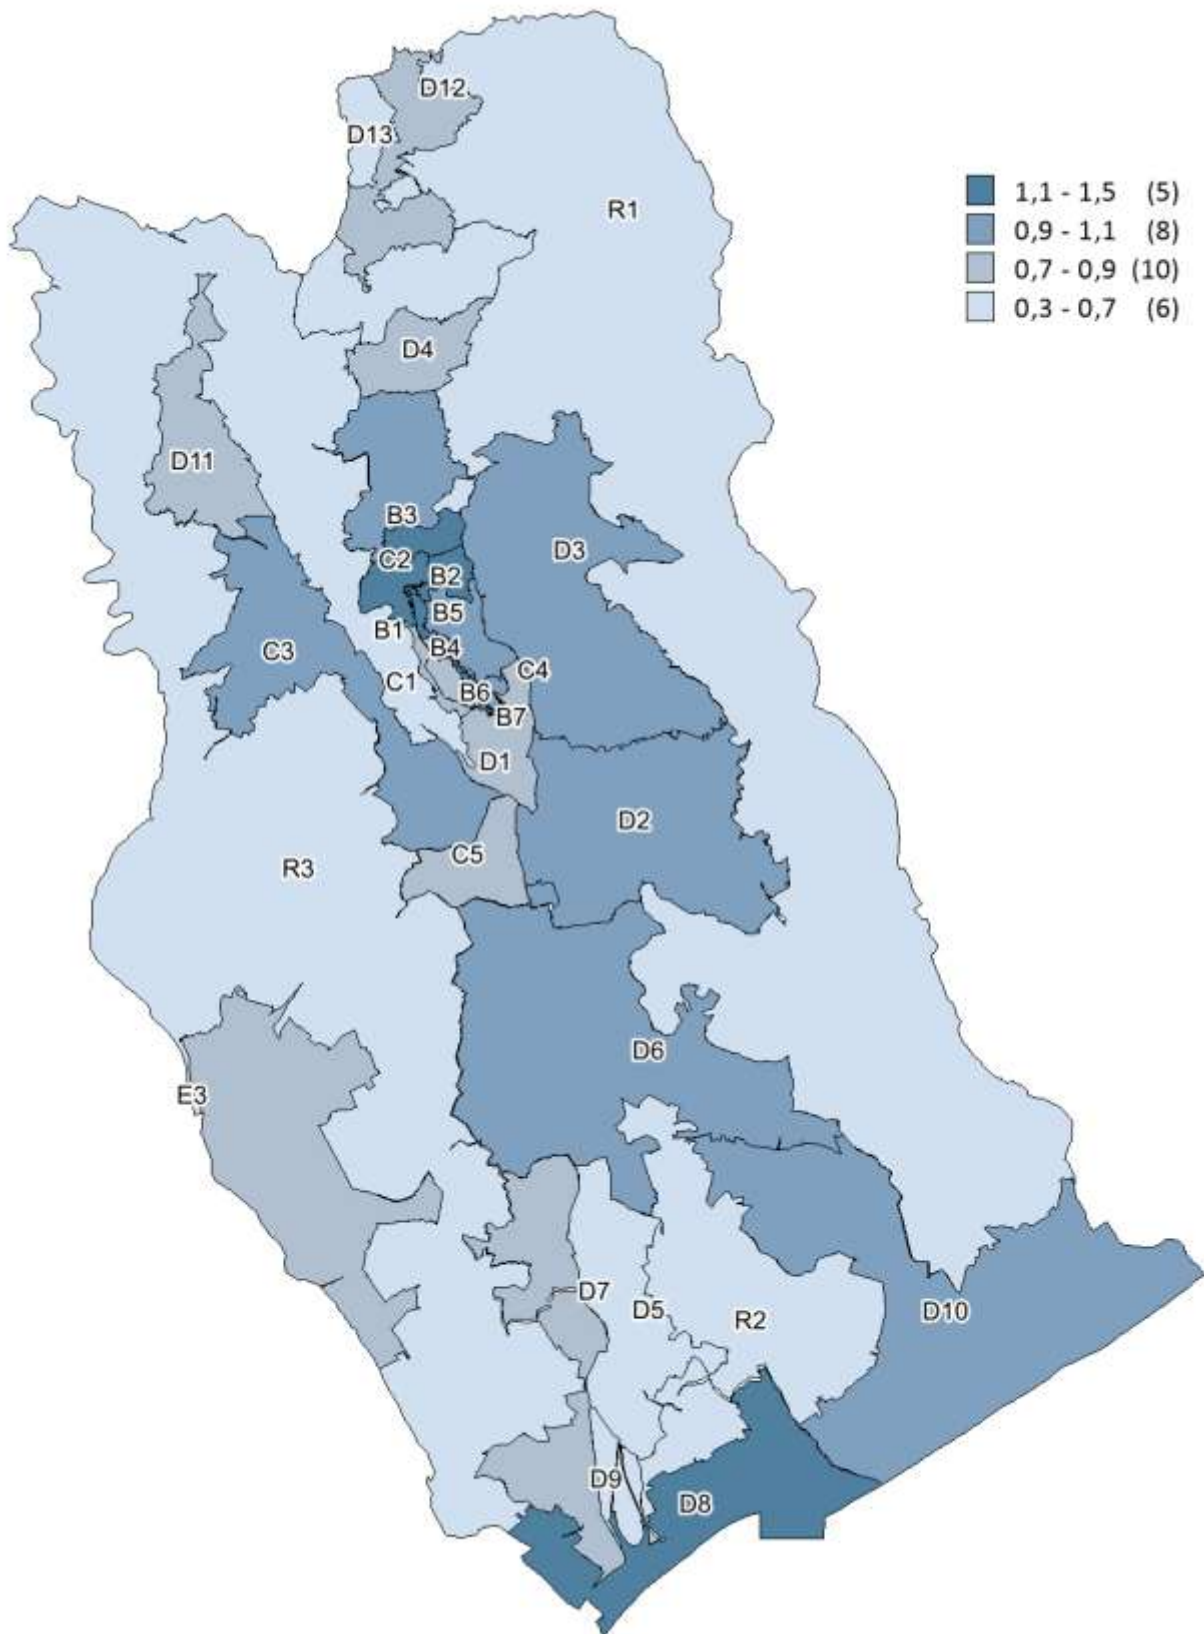 D12
D13
R1
1,1 - 1,5 (5)
0,9 - 1,1 (8)
0,7 - 0,9 (10)
0,3 - 0,7 (6)
D4
D11
B3
D3
C2
B2
B5
B1
B4
C3
C4
C1
B6
B7
D1
D2
C5
R3
D6
E3
D7
D5
R2
D10
D9
D8